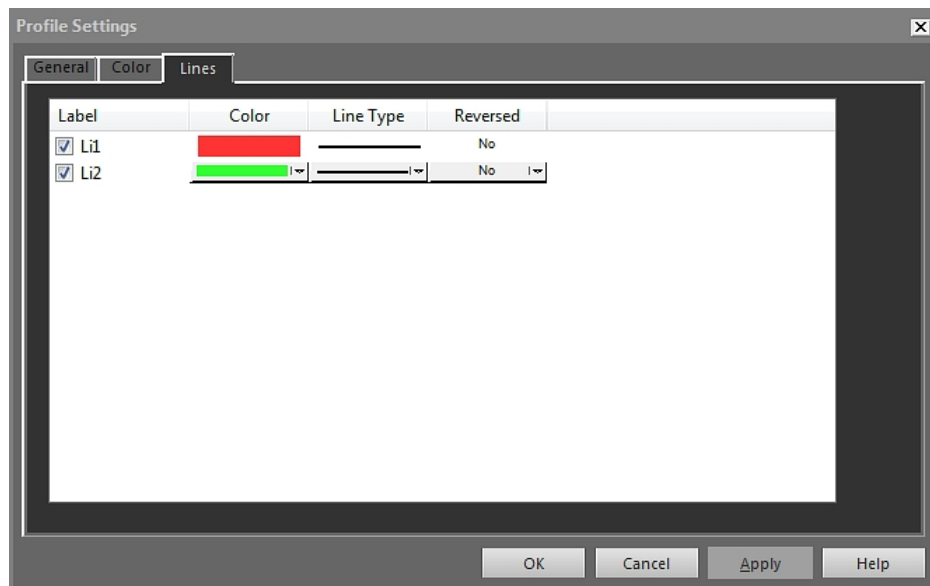 Profile Settings
General Color Lines
Label Color Line Type Reversed
Li1 No
Li2 No
OK Cancel Apply Help